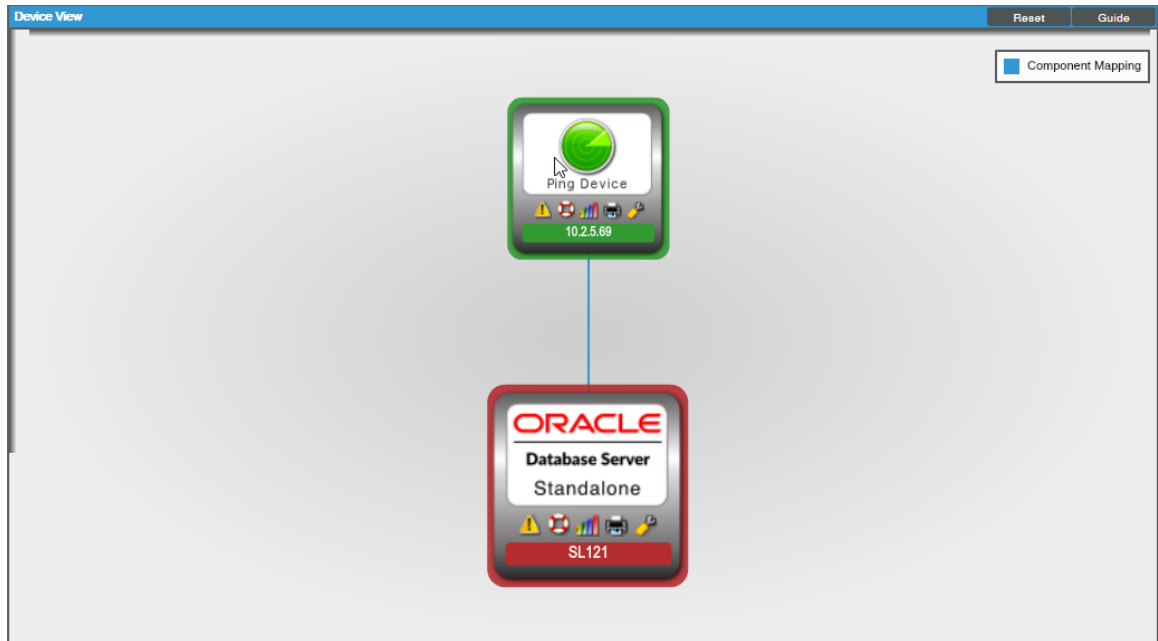 Device View
Reset
Guide
Component Mapping
Ping Device
10.2.5.69
ORACLE
Database Server
Standalone
SL121